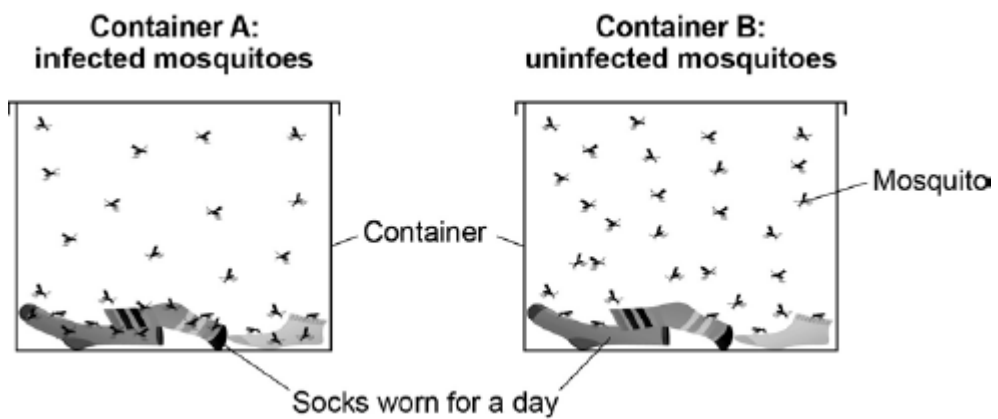 Container A:
infected mosquitoes
Container B:
uninfected mosquitoes
Mosquito
Container
Socks worn for a day